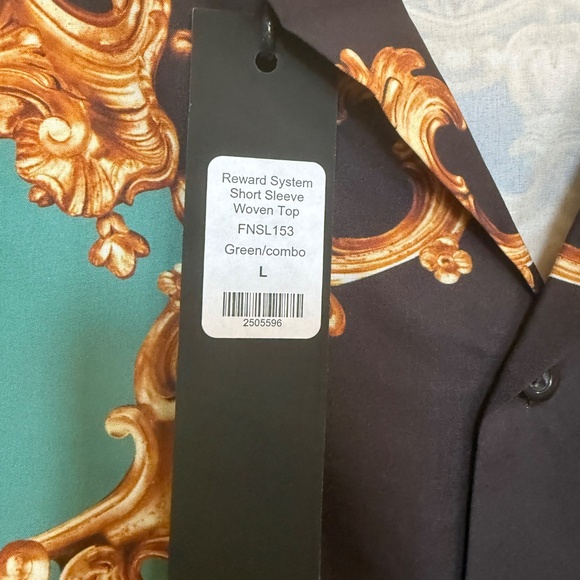 Reward System
Short Sleeve
Woven Top
FNSL153
Green/combo
L
2505596